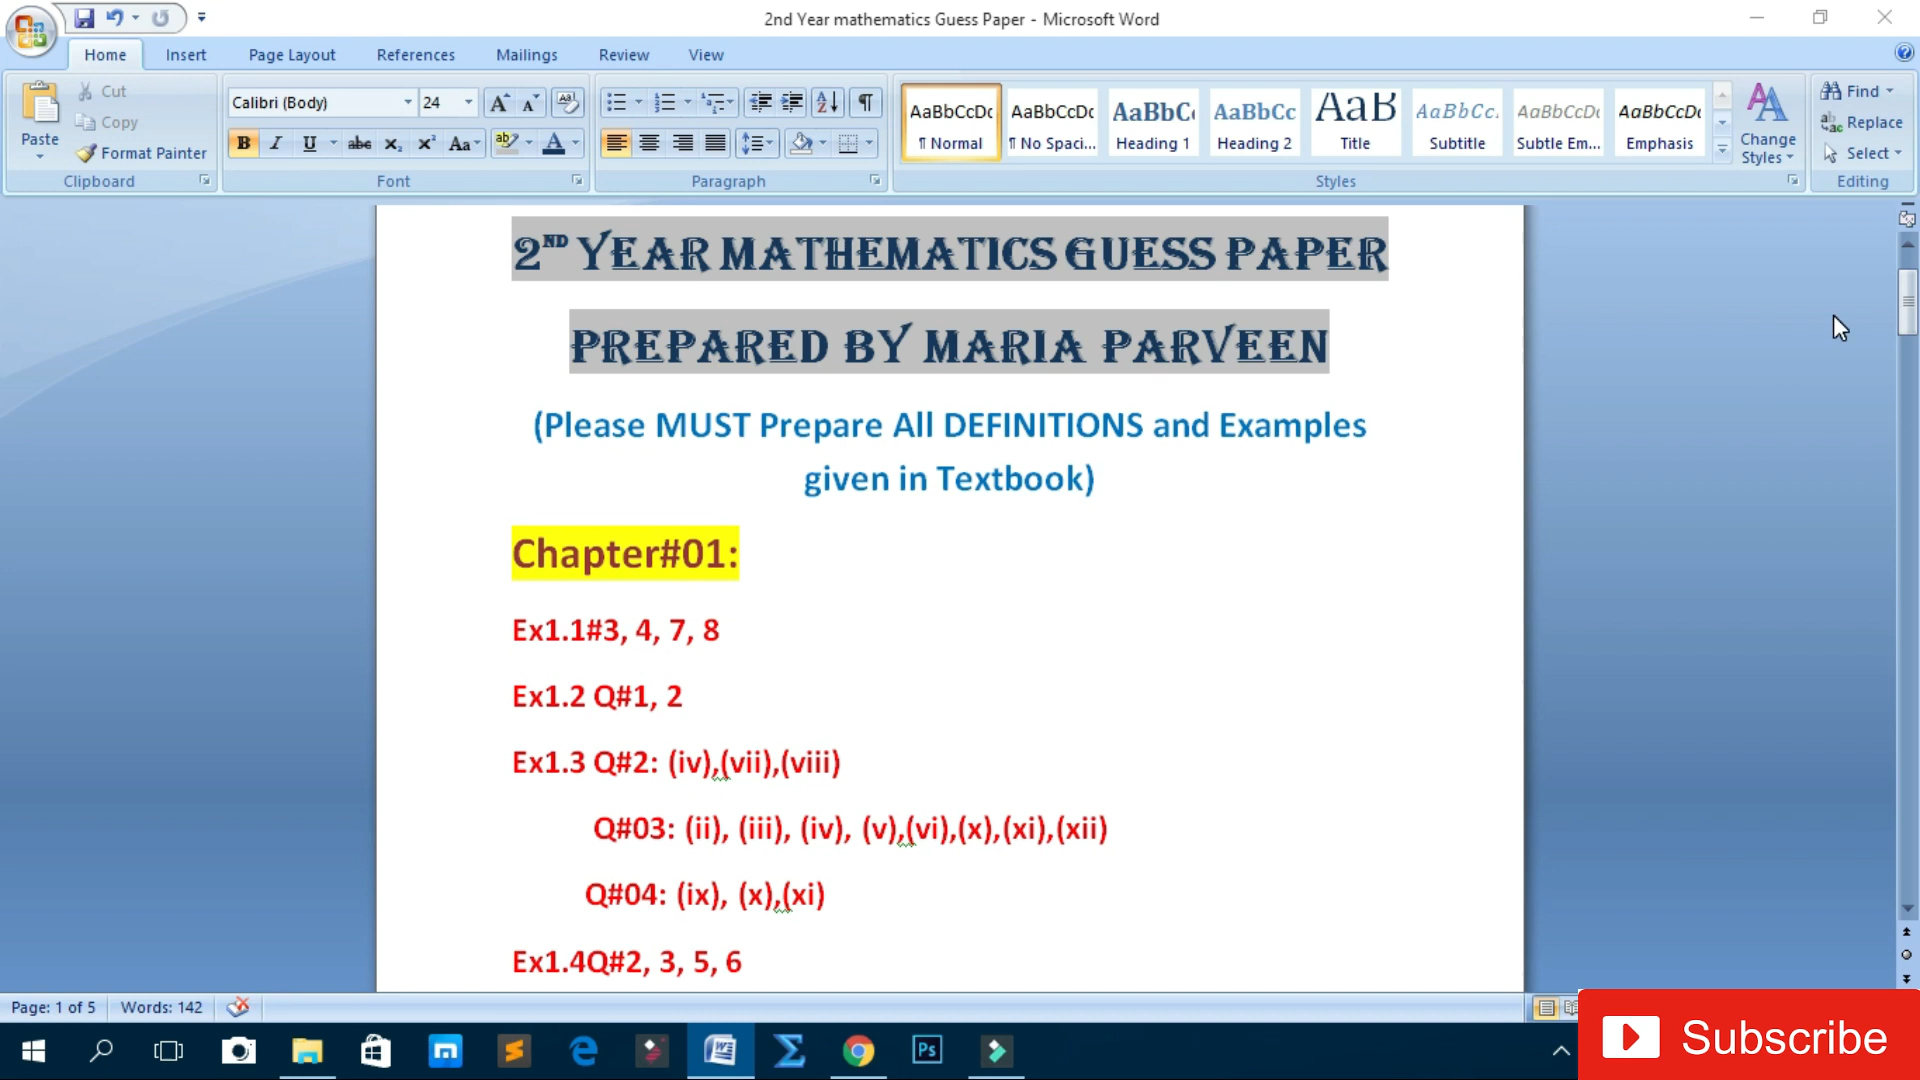 2nd Year mathematics Guess Paper - Microsoft Word
Home Insert Page Layout References Mailings Review View
Paste
Cut
Copy
Format Painter
Clipboard
Calibri (Body) 24
Font
Paragraph
AaBbCcDc AaBbCcDc AaBbC AaBbCc AaB AaBbCc. AaBbCcDc AaBbCcDc
¶ Normal ¶ No Spaci... Heading 1 Heading 2 Title Subtitle Subtle Em... Emphasis
Change Styles
Styles
Find
Replace
Select
Editing
2ND YEAR MATHEMATICS GUESS PAPER
PREPARED BY MARIA PARVEEN
(Please MUST Prepare All DEFINITIONS and Examples
given in Textbook)
Chapter#01:
Ex1.1#3, 4, 7, 8
Ex1.2 Q#1, 2
Ex1.3 Q#2: (iv),(vii),(viii)
Q#03: (ii), (iii), (iv), (v),(vi),(x),(xi),(xii)
Q#04: (ix), (x),(xi)
Ex1.4Q#2, 3, 5, 6
Page: 1 of 5 Words: 142
Ps
Subscribe